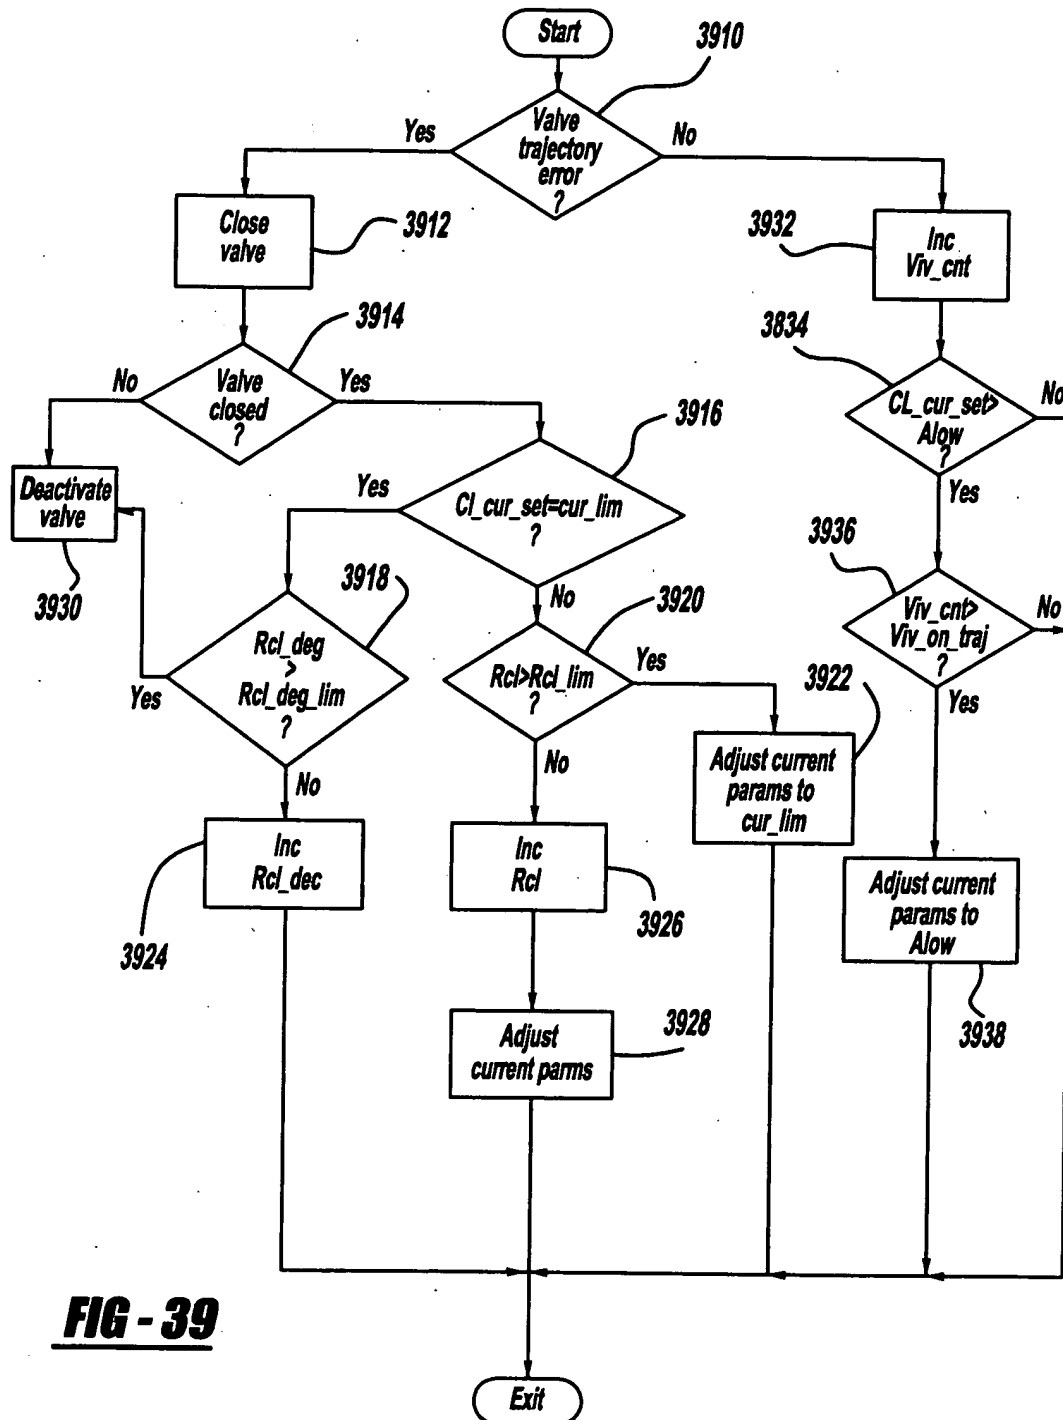 Start
3910
Valve
trajectory
error
?
Yes
No
Close
valve
3912
3932
Inc
Viv_cnt
3914
Valve
closed
?
No
Yes
3834
CL_cur_set>
Alow
?
No
Yes
3916
Cl_cur_set=cur_lim
?
Yes
No
Deactivate
valve
3930
3918
Rcl_deg
>
Rcl_deg_lim
?
Yes
No
3920
Rcl>Rcl_lim
?
Yes
No
3936
Viv_cnt>
Viv_on_traj
?
No
Yes
3922
Adjust current
params to
cur_lim
Inc
Rcl_dec
3924
Inc
Rcl
3926
Adjust current
params to
Alow
3938
Adjust
current parms
3928
FIG - 39
Exit